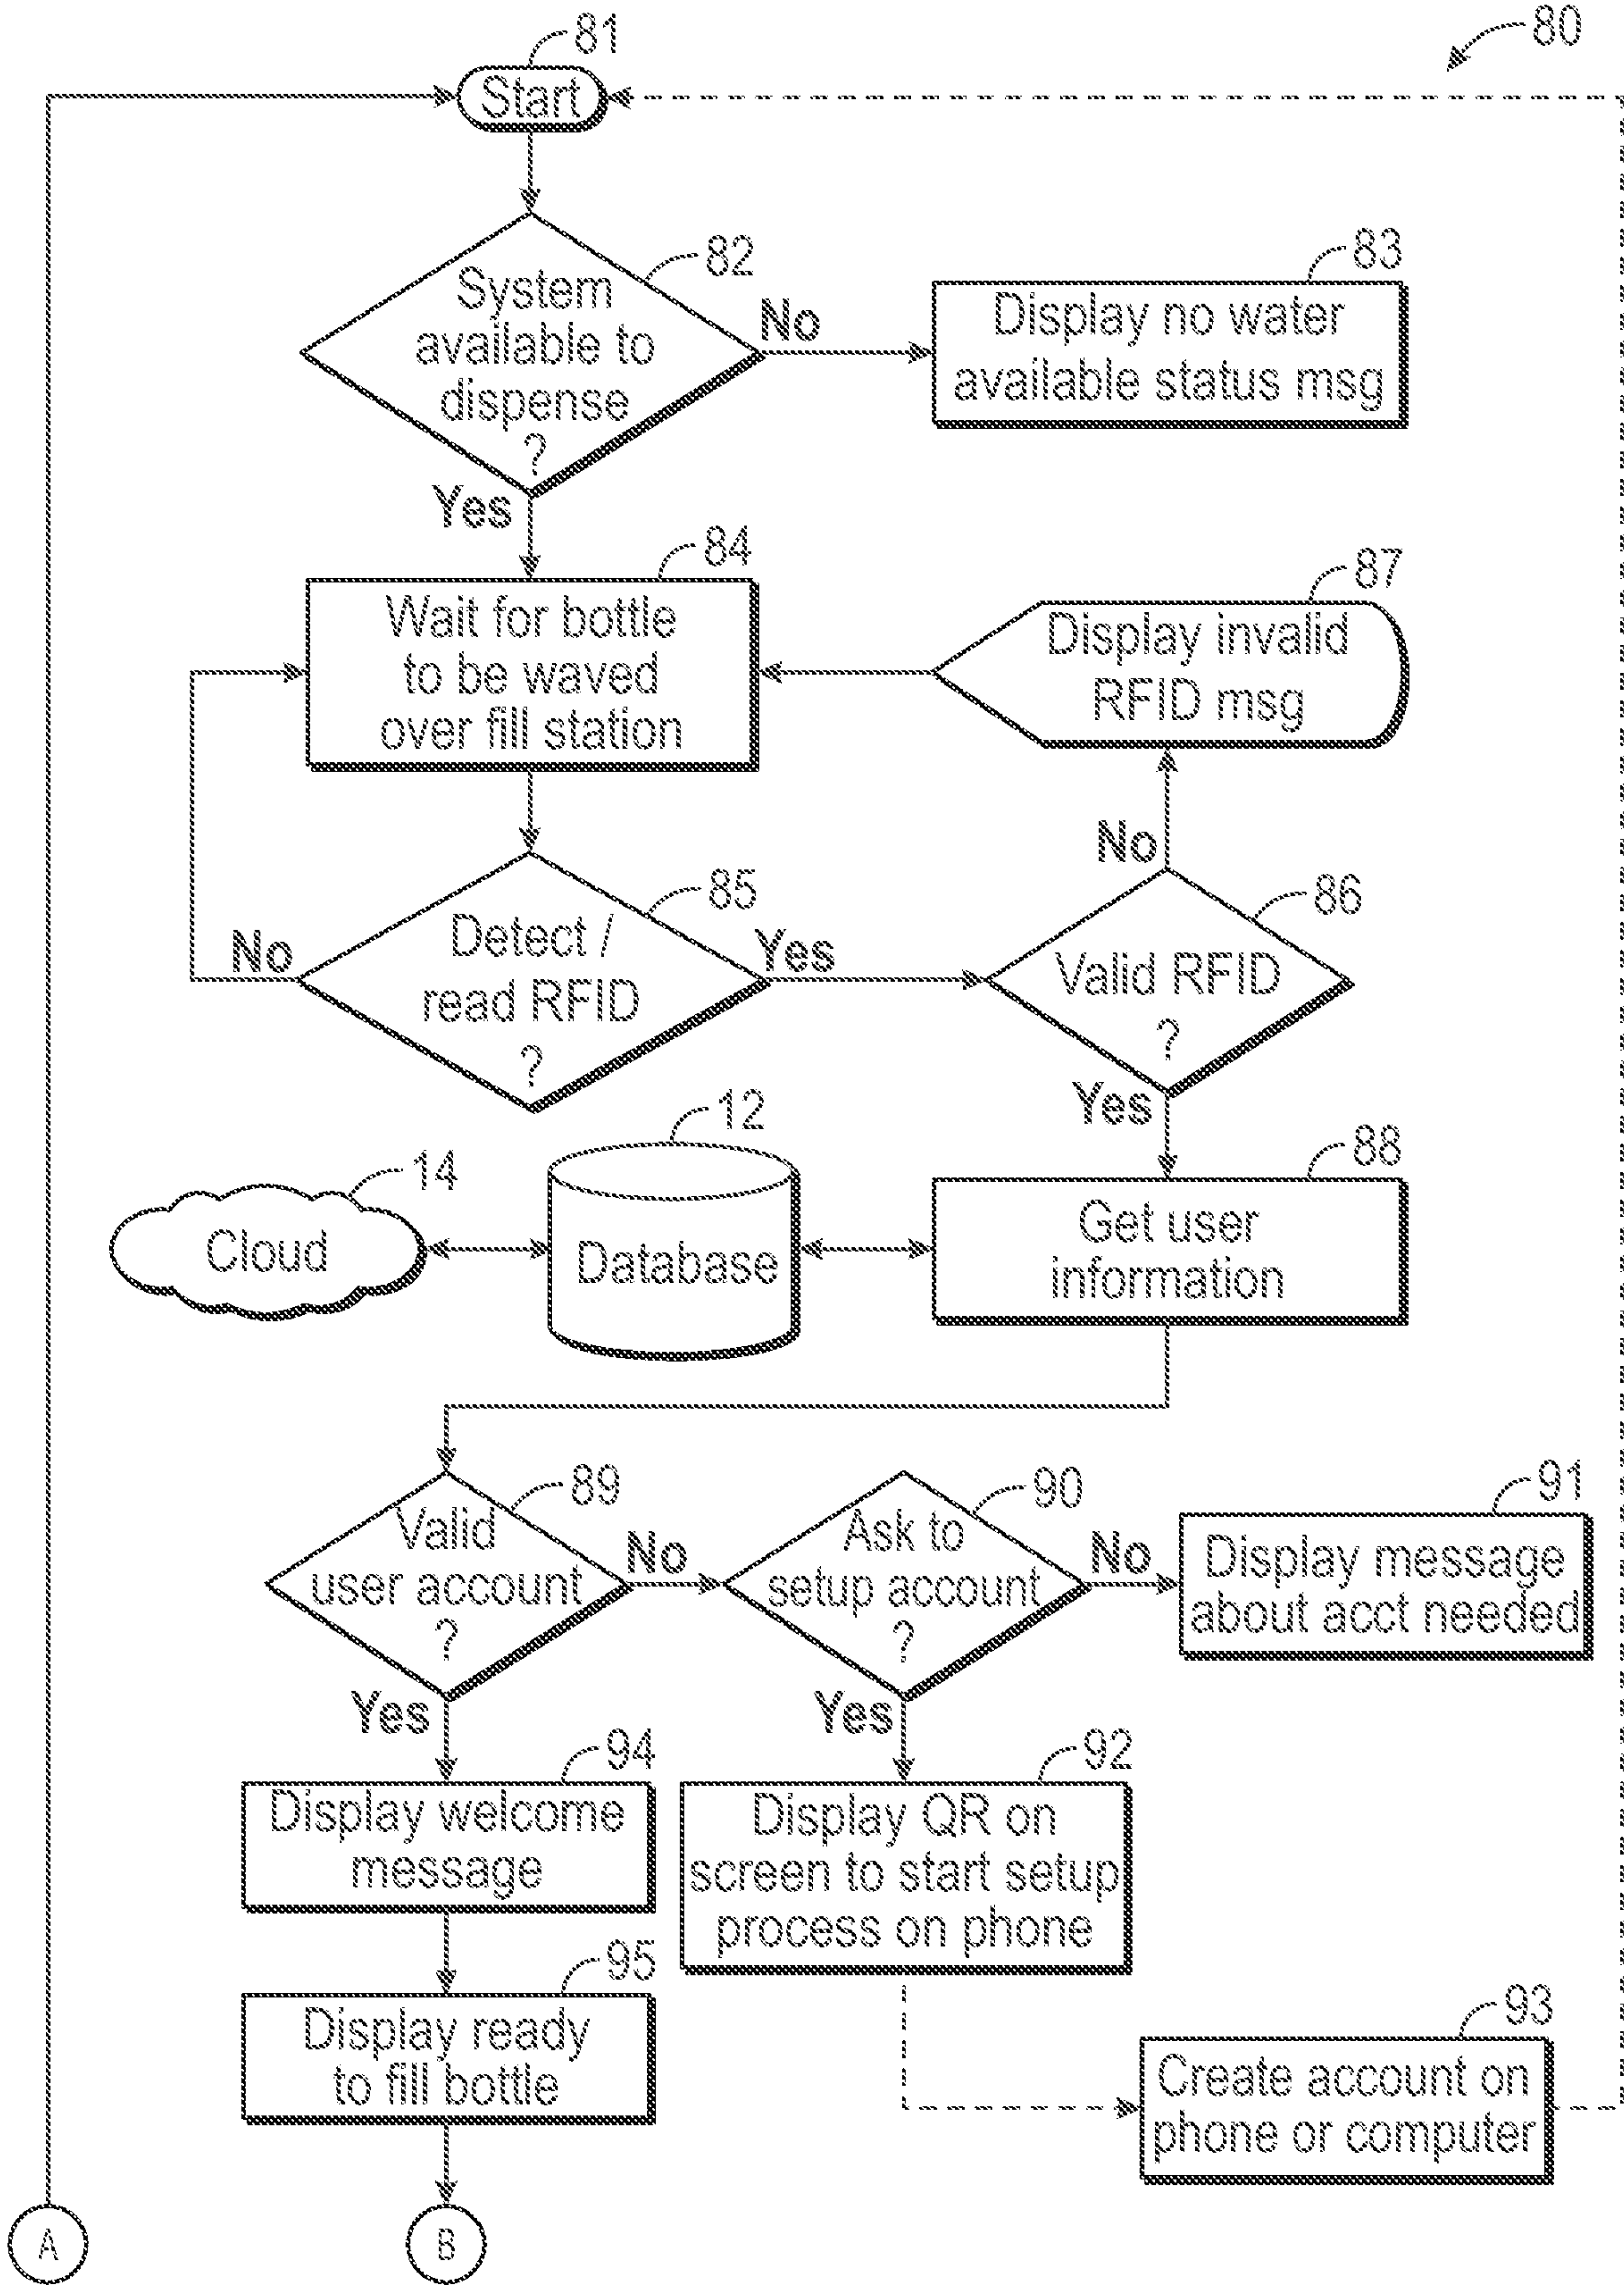 80
81
Start
82
System
available to
dispense
?
No
Yes
83
Display no water
available status msg
84
Wait for bottle
to be waved
over fill station
87
Display invalid
RFID msg
85
Detect /
read RFID
?
No
Yes
86
Valid RFID
?
No
Yes
14
Cloud
12
Database
88
Get user
information
89
Valid
user account
?
No
Yes
90
Ask to
setup account
?
No
Yes
91
Display message
about acct needed
94
Display welcome
message
92
Display QR on
screen to start setup
process on phone
95
Display ready
to fill bottle
93
Create account on
phone or computer
A
B